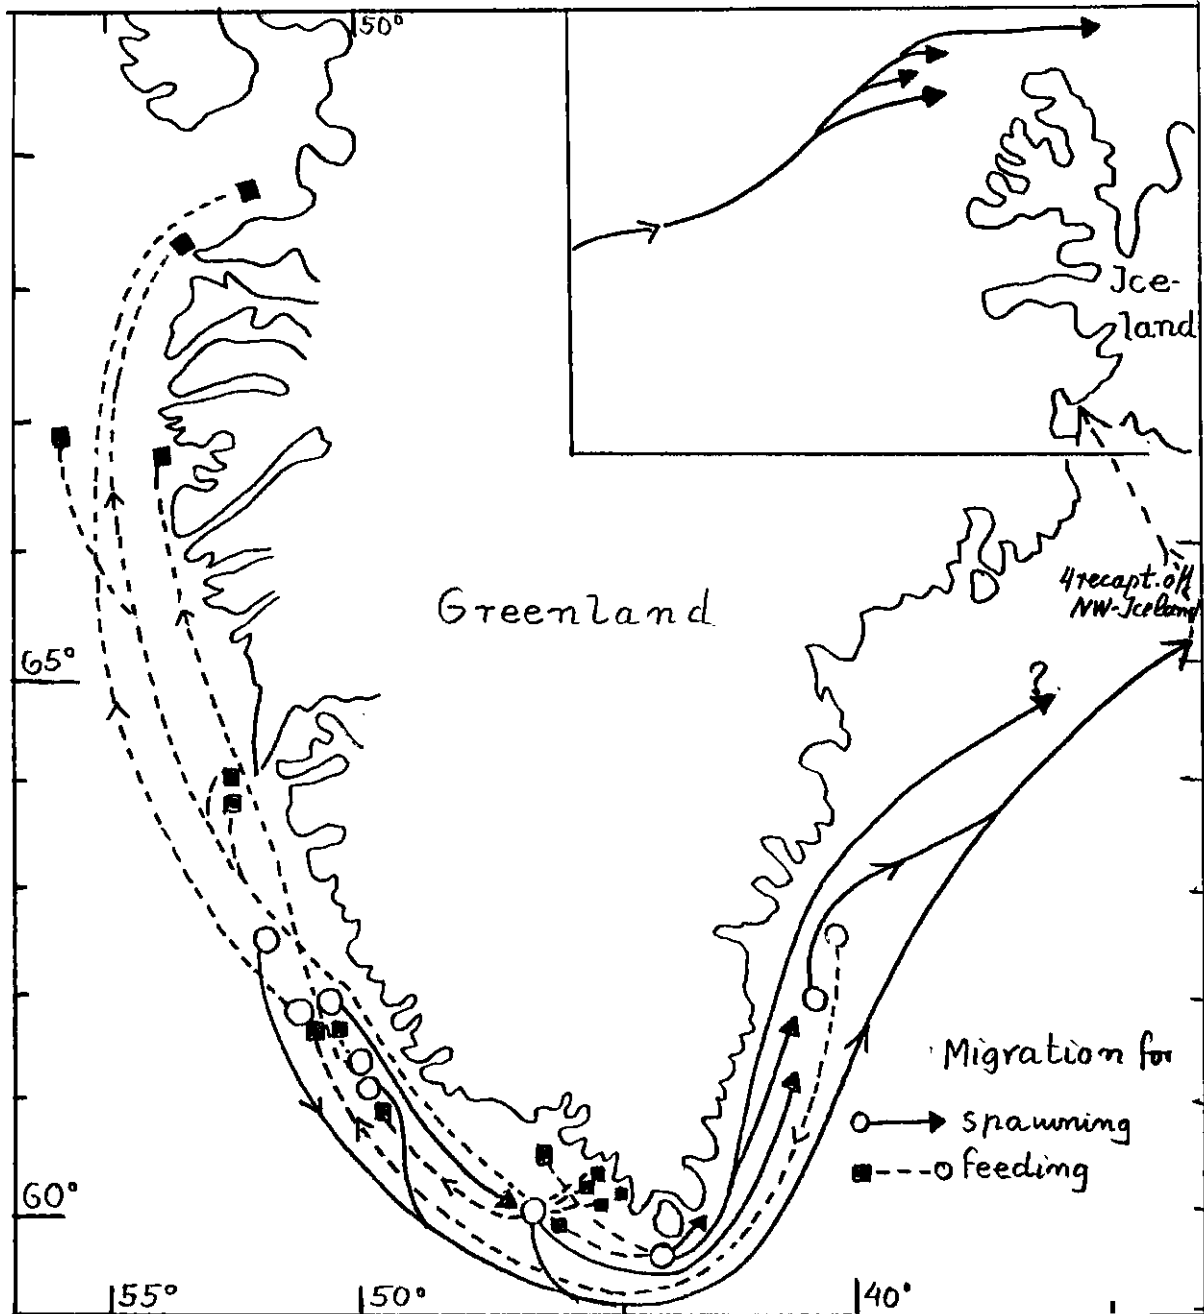 50°
Ice-
land
4 recapt. off
NW-Iceland
Greenland
65°
?
Migration for
spawning
feeding
60°
55°
50°
40°